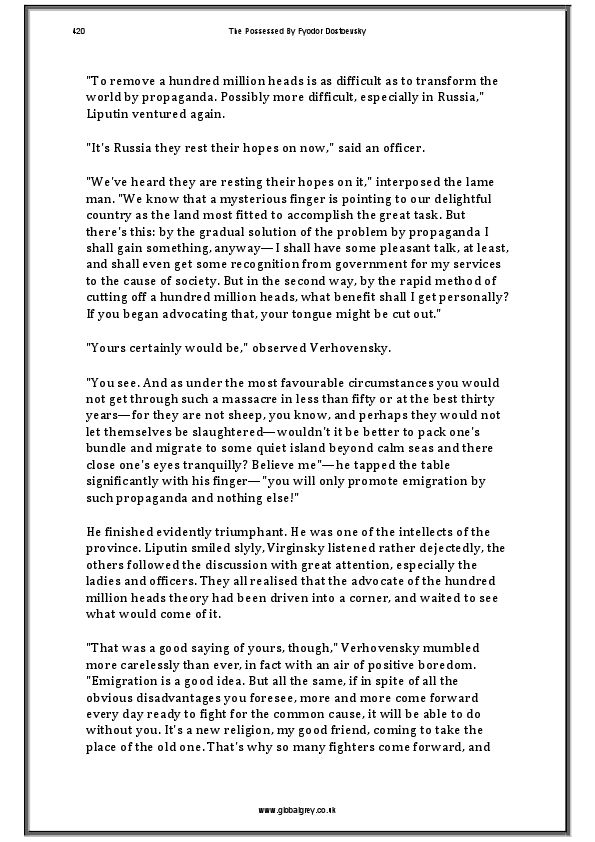 420
The Possessed By Fyodor Dostoevsky
"To remove a hundred million heads is as difficult as to transform the
world by propaganda. Possibly more difficult, especially in Russia,"
Liputin ventured again.
"It's Russia they rest their hopes on now," said an officer.
"We've heard they are resting their hopes on it," interposed the lame
man. "We know that a mysterious finger is pointing to our delightful
country as the land most fitted to accomplish the great task. But
there's this: by the gradual solution of the problem by propaganda I
shall gain something, anyway—I shall have some pleasant talk, at least,
and shall even get some recognition from government for my services
to the cause of society. But in the second way, by the rapid method of
cutting off a hundred million heads, what benefit shall I get personally?
If you began advocating that, your tongue might be cut out."
"Yours certainly would be," observed Verhovensky.
"You see. And as under the most favourable circumstances you would
not get through such a massacre in less than fifty or at the best thirty
years—for they are not sheep, you know, and perhaps they would not
let themselves be slaughtered—wouldn't it be better to pack one's
bundle and migrate to some quiet island beyond calm seas and there
close one's eyes tranquilly? Believe me"—he tapped the table
significantly with his finger—"you will only promote emigration by
such propaganda and nothing else!"
He finished evidently triumphant. He was one of the intellects of the
province. Liputin smiled slyly, Virginsky listened rather dejectedly, the
others followed the discussion with great attention, especially the
ladies and officers. They all realised that the advocate of the hundred
million heads theory had been driven into a corner, and waited to see
what would come of it.
"That was a good saying of yours, though," Verhovensky mumbled
more carelessly than ever, in fact with an air of positive boredom.
"Emigration is a good idea. But all the same, if in spite of all the
obvious disadvantages you foresee, more and more come forward
every day ready to fight for the common cause, it will be able to do
without you. It's a new religion, my good friend, coming to take the
place of the old one. That's why so many fighters come forward, and
www.globalgrey.co.uk